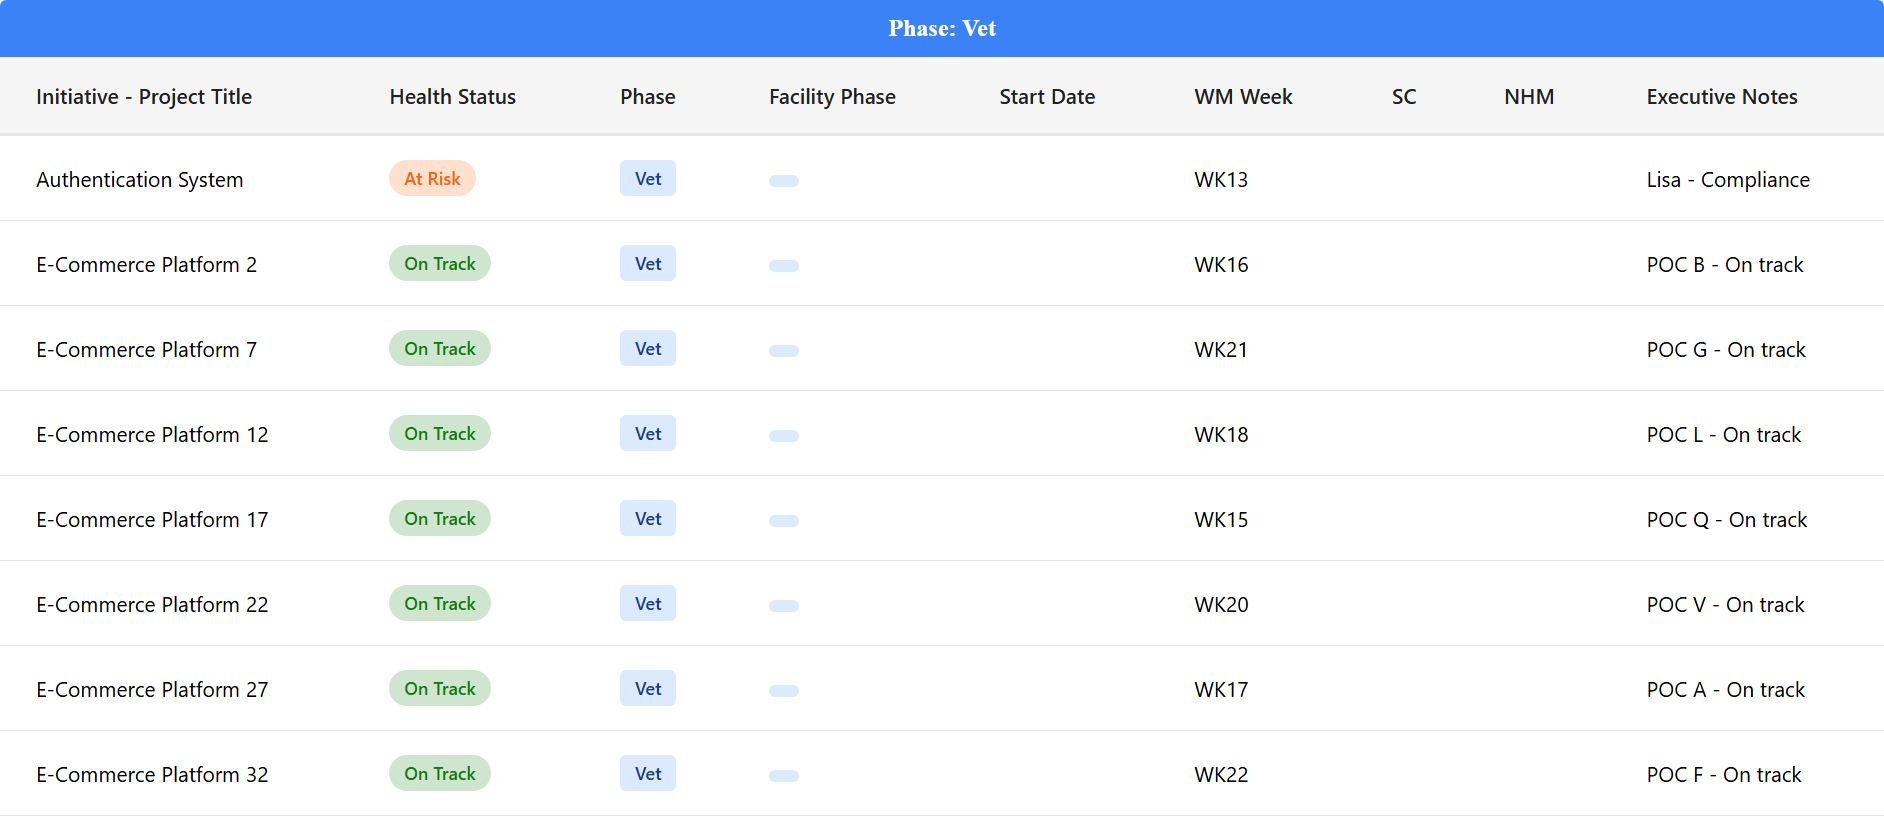 Phase: Vet
Initiative - Project Title Health Status Phase Facility Phase Start Date WM Week SC NHM Executive Notes
Authentication System At Risk Vet WK13 Lisa - Compliance
E-Commerce Platform 2 On Track Vet WK16 POC B - On track
E-Commerce Platform 7 On Track Vet WK21 POC G - On track
E-Commerce Platform 12 On Track Vet WK18 POC L - On track
E-Commerce Platform 17 On Track Vet WK15 POC Q - On track
E-Commerce Platform 22 On Track Vet WK20 POC V - On track
E-Commerce Platform 27 On Track Vet WK17 POC A - On track
E-Commerce Platform 32 On Track Vet WK22 POC F - On track